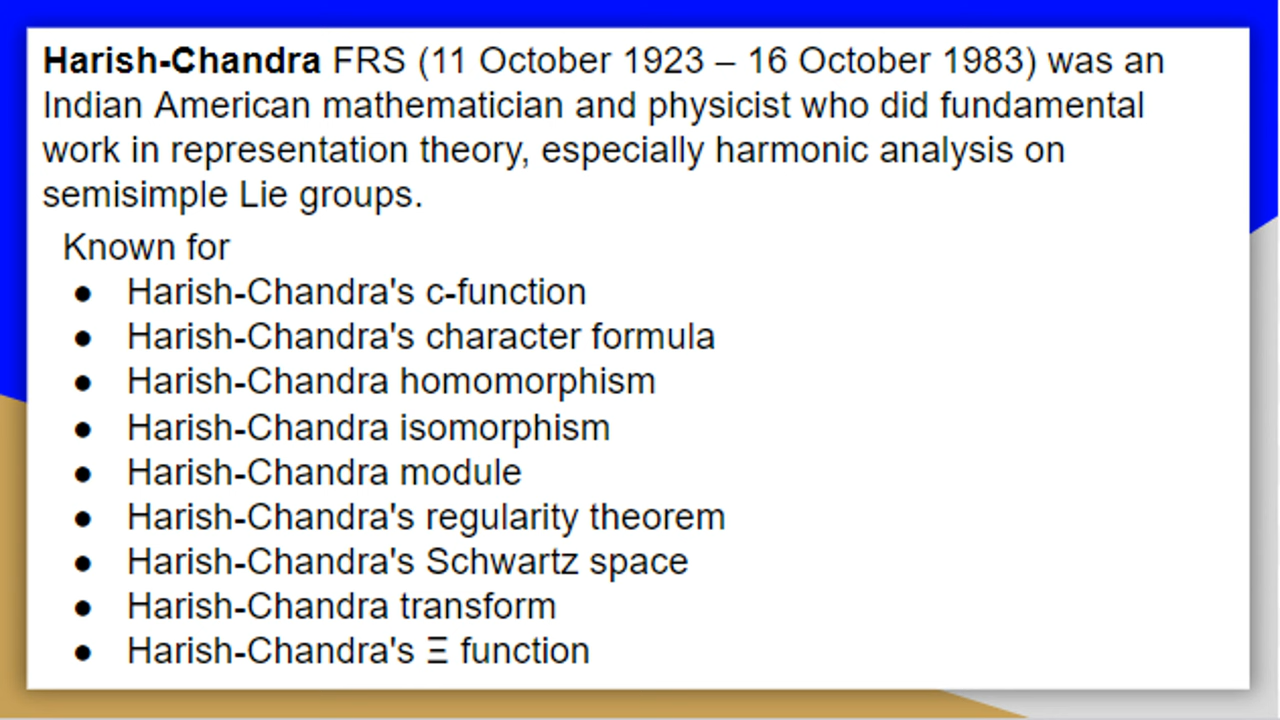 Harish-Chandra FRS (11 October 1923 – 16 October 1983) was an
Indian American mathematician and physicist who did fundamental
work in representation theory, especially harmonic analysis on
semisimple Lie groups.
Known for
● Harish-Chandra's c-function
● Harish-Chandra's character formula
● Harish-Chandra homomorphism
● Harish-Chandra isomorphism
● Harish-Chandra module
● Harish-Chandra's regularity theorem
● Harish-Chandra's Schwartz space
● Harish-Chandra transform
● Harish-Chandra's Ξ function